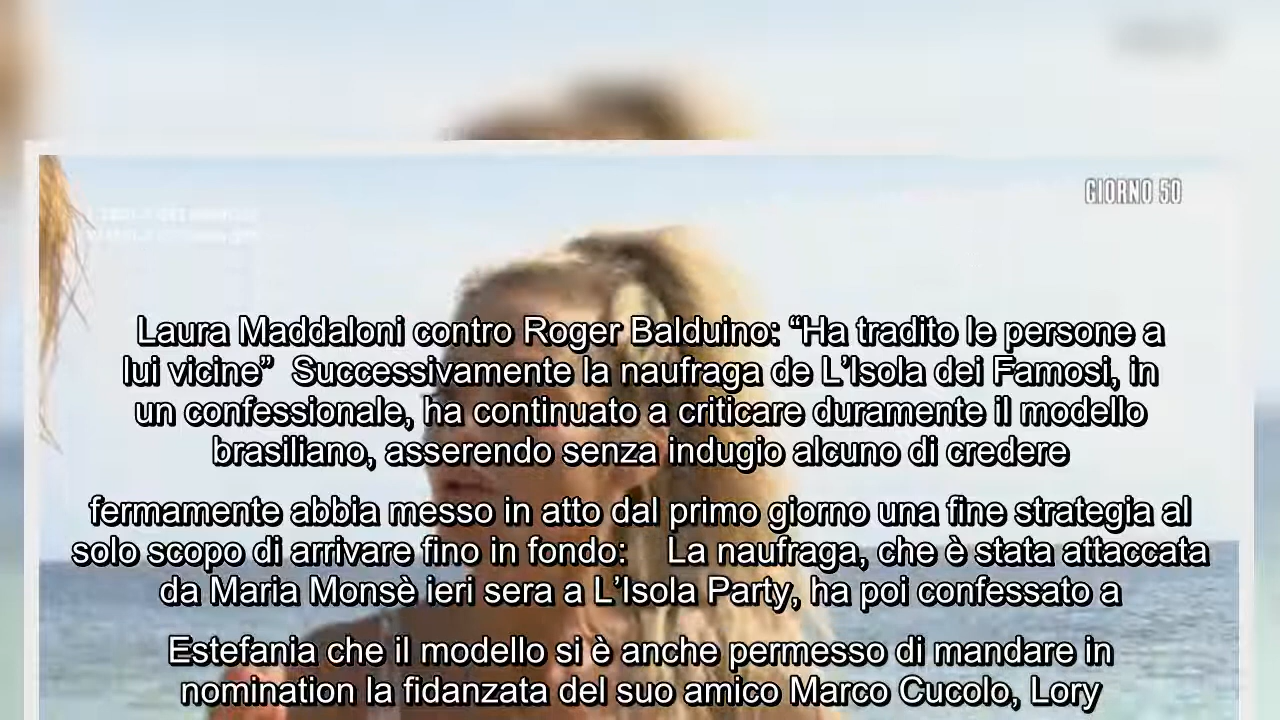 GIORNO 50
Laura Maddaloni contro Roger Balduino: “Ha tradito le persone a
lui vicine”  Successivamente la naufraga de L’Isola dei Famosi, in
un confessionale, ha continuato a criticare duramente il modello
brasiliano, asserendo senza indugio alcuno di credere
fermamente abbia messo in atto dal primo giorno una fine strategia al
solo scopo di arrivare fino in fondo:    La naufraga, che è stata attaccata
da Maria Monsè ieri sera a L’Isola Party, ha poi confessato a
Estefania che il modello si è anche permesso di mandare in
nomination la fidanzata del suo amico Marco Cucolo, Lory